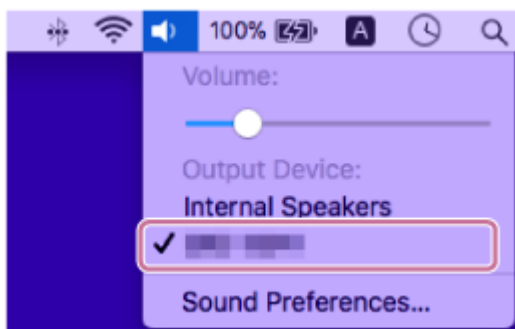 100% A
Volume:
Output Device:
Internal Speakers
Sound Preferences...